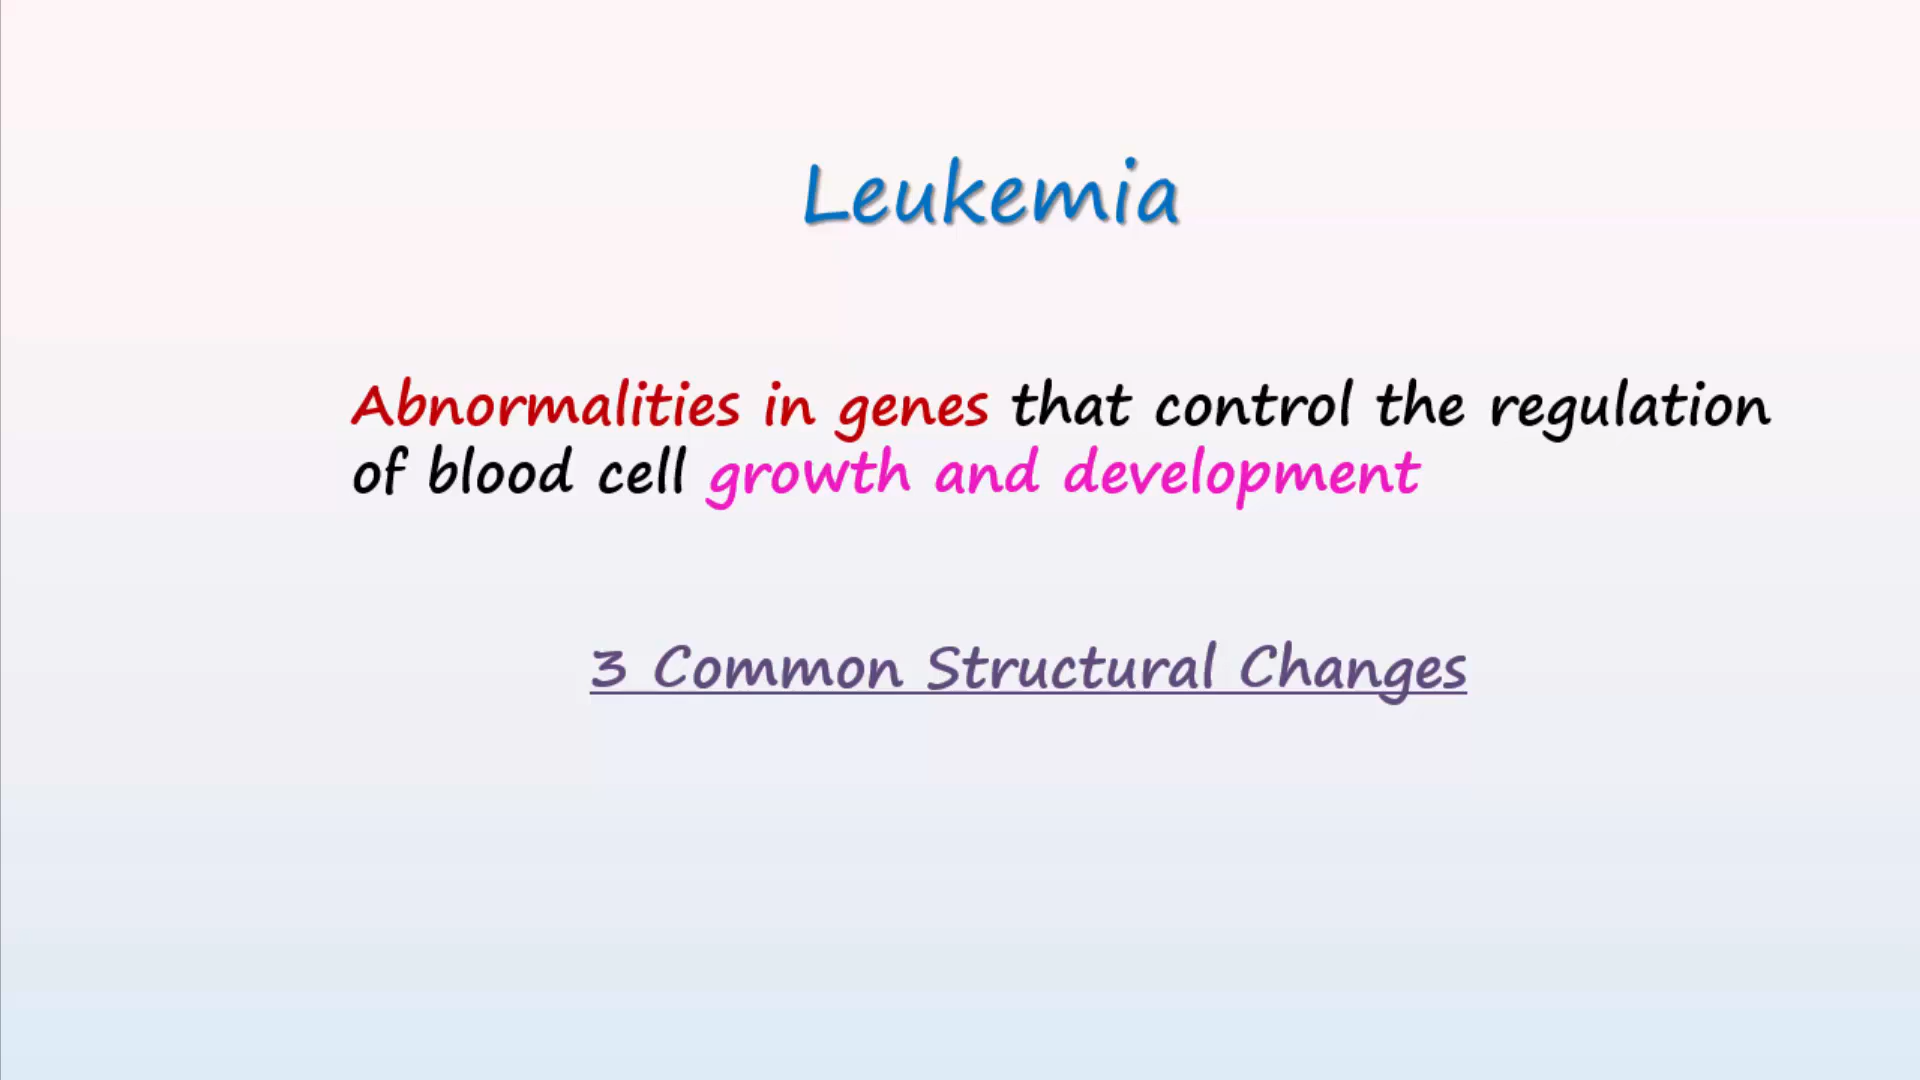 Leukemia
Abnormalities in genes that control the regulation
of blood cell growth and development
3 Common Structural Changes